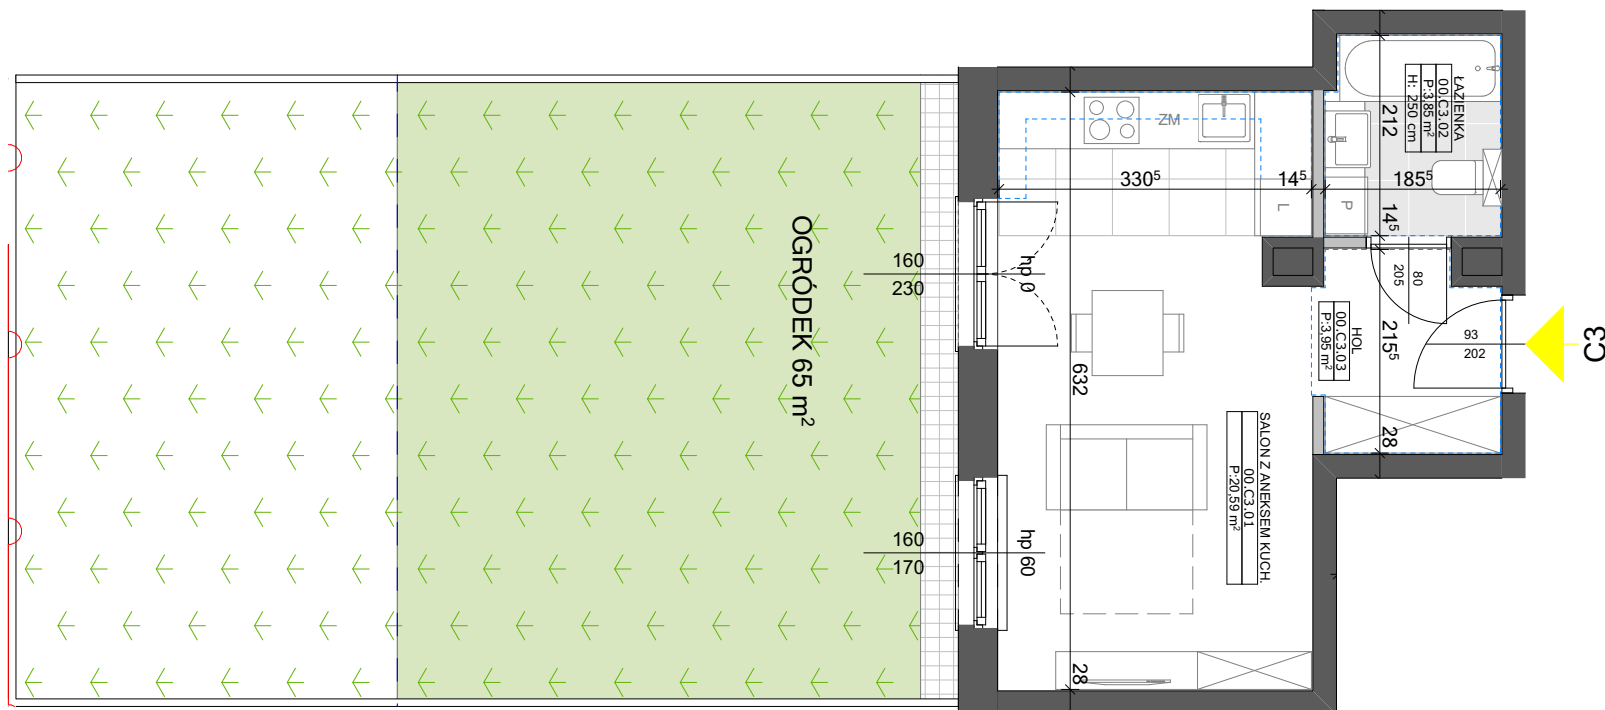 OGRÓDEK 65 m²
160
230
hp 0
160
170
hp 60
ZM
330⁵
14⁵
L
632
28
SALON Z ANEKSEM KUCH.
00.C3.01
P:20,59 m²
ŁAZIENKA
00.C3.02
P:3,85 m²
H: 250 cm
212
185⁵
14⁵
P
80
205
HOL
00.C3.03
P:3,95 m²
215⁵
28
93
202
C3